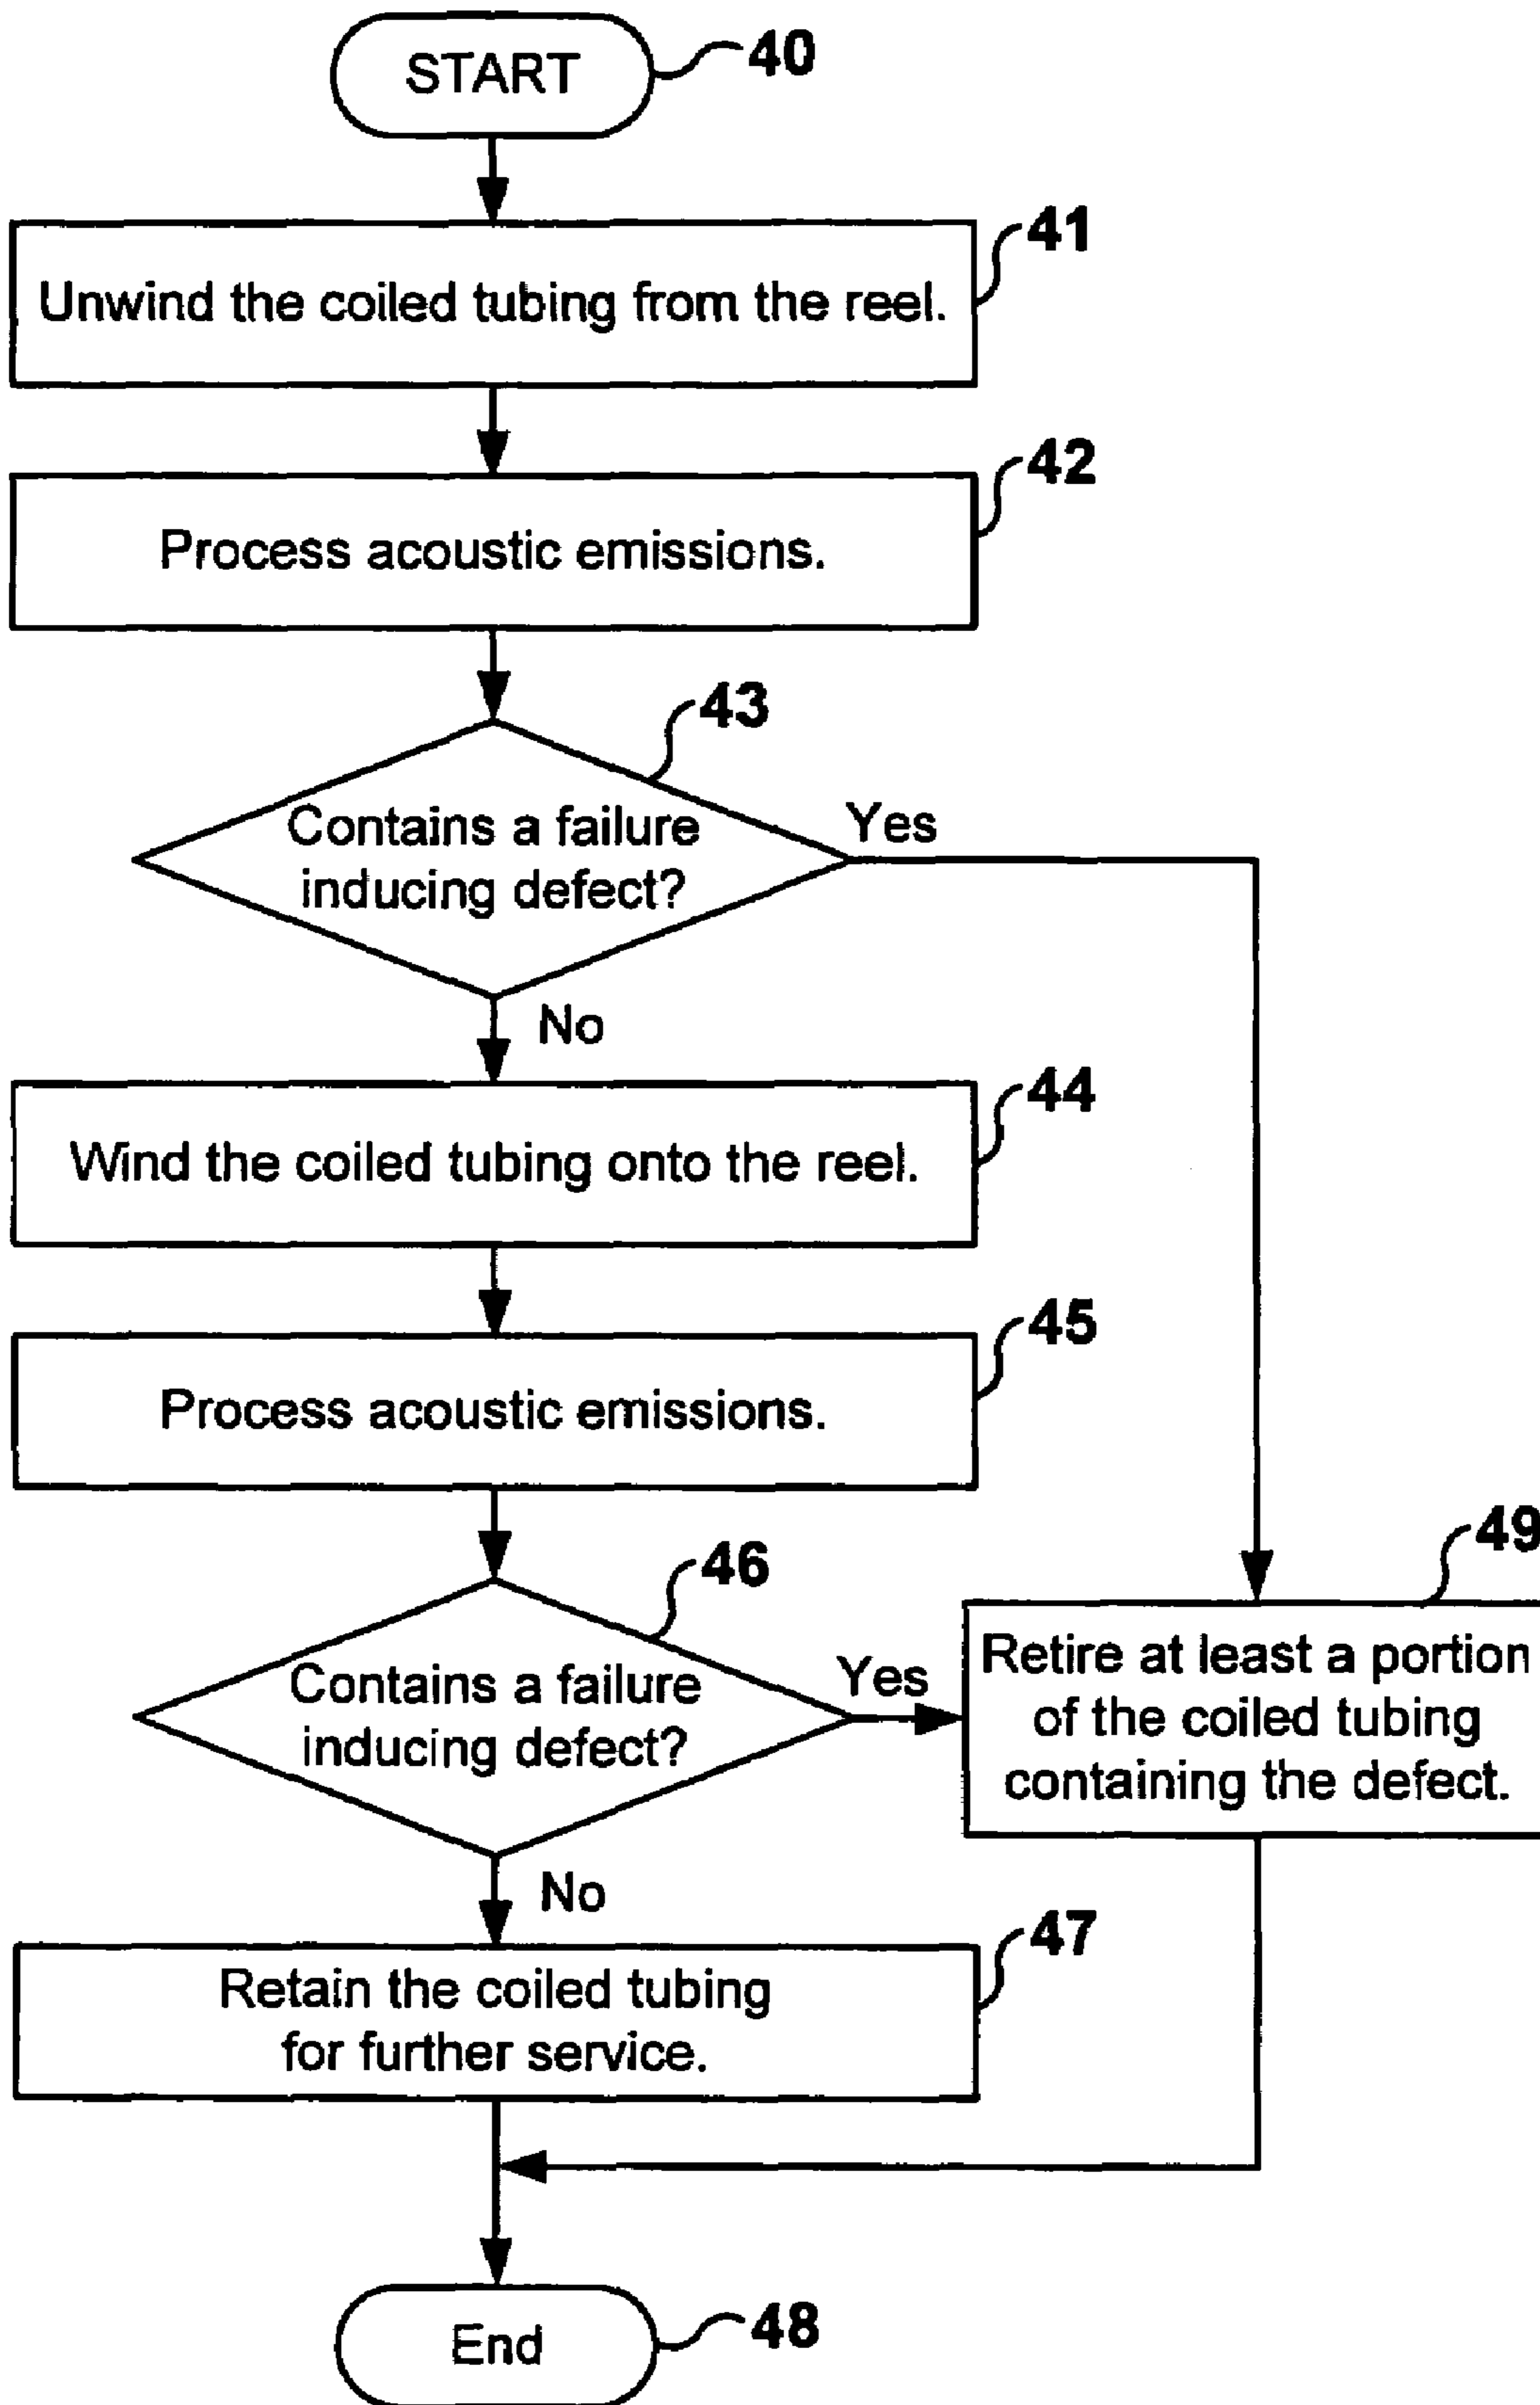 START
40
41
Unwind the coiled tubing from the reel.
42
Process acoustic emissions.
43
Contains a failure
inducing defect?
Yes
No
44
Wind the coiled tubing onto the reel.
45
Process acoustic emissions.
46
Contains a failure
inducing defect?
Yes
49
Retire at least a portion
of the coiled tubing
containing the defect.
No
47
Retain the coiled tubing
for further service.
End
48